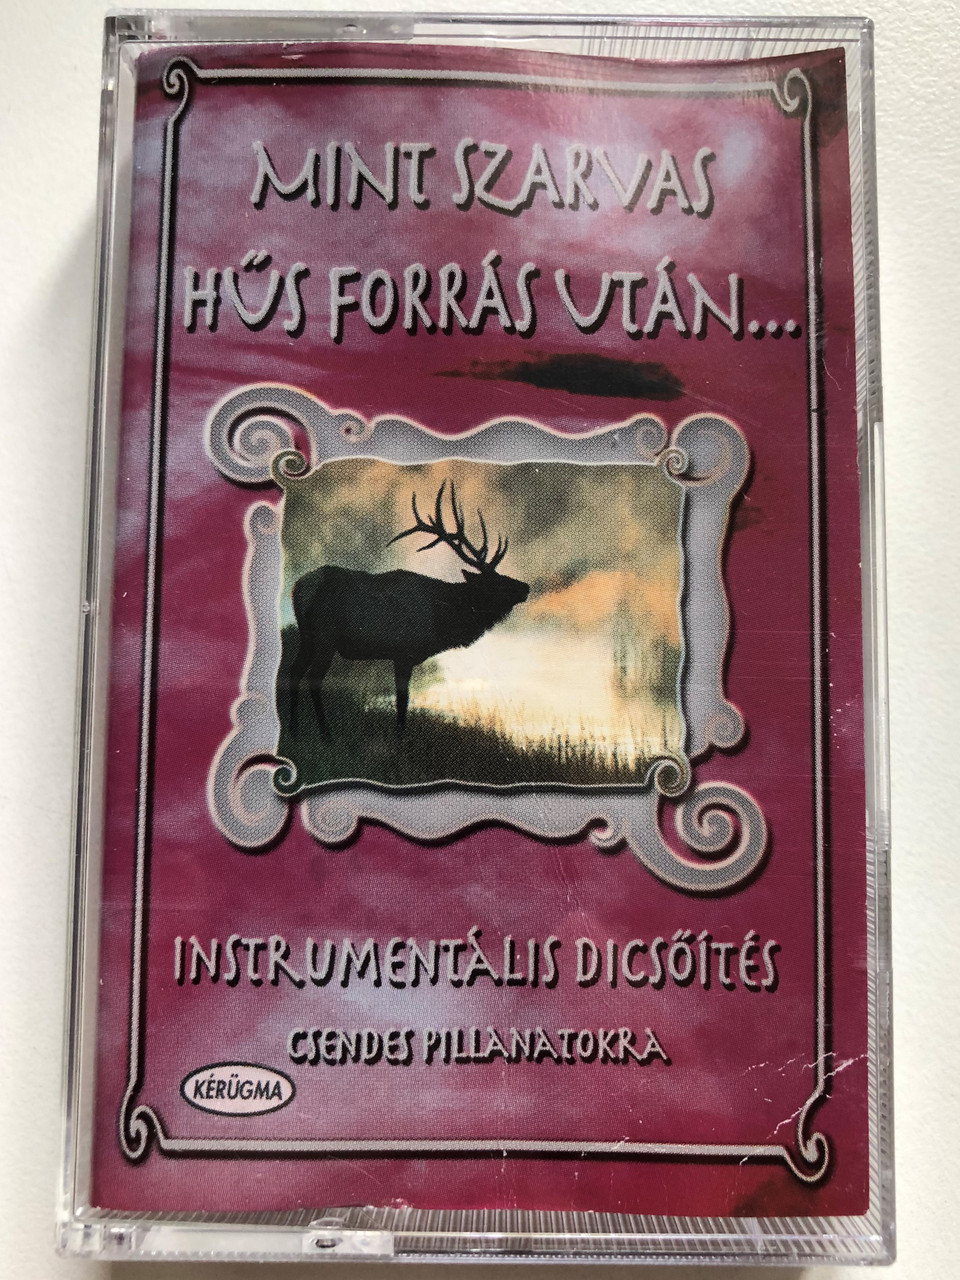 MINT SZARVAS
HŰS FORRÁS UTÁN...
INSTRUMENTÁLIS DICSŐÍTÉS
CSENDES PILLANATOKRA
KÉRÜGMA